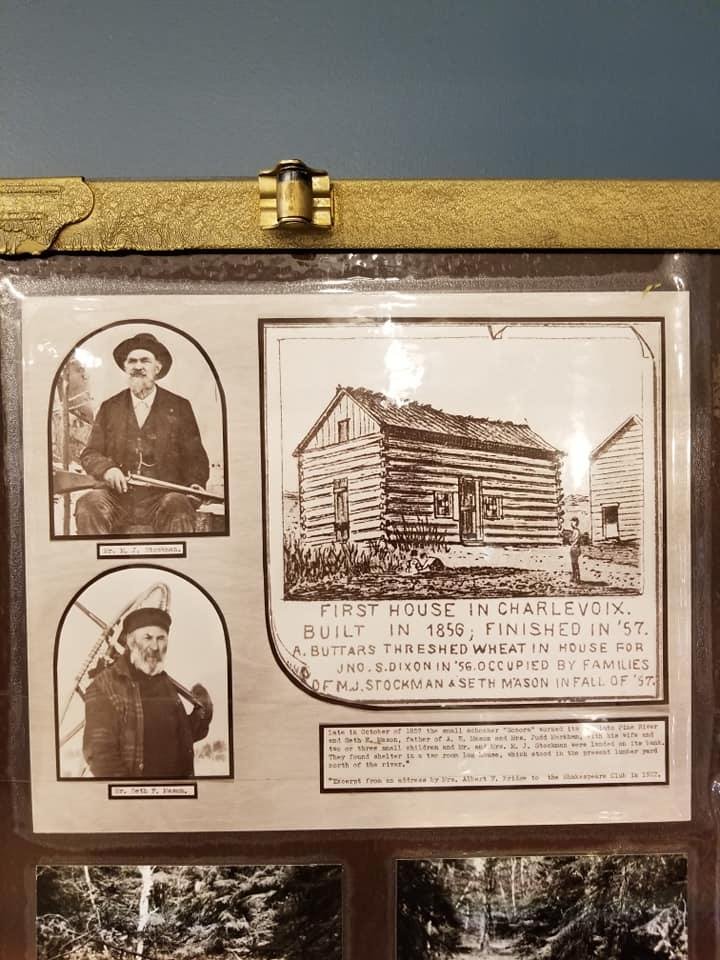 Mr. M. J. Stockman.
Mr. Seth F. Mason.
FIRST HOUSE IN CHARLEVOIX.
BUILT IN 1856; FINISHED IN '57.
A. BUTTARS THRESHED WHEAT IN HOUSE FOR
JNO. S. DIXON IN '56. OCCUPIED BY FAMILIES
OF M.J. STOCKMAN & SETH MASON IN FALL OF '57.
Late in October of 1857 the small schooner "Sonora" worked its into Pine River
and Seth F. Mason, father of J. E. Mason and Mrs. Judd Markham, with his wife and
two or three small children and Mr. and Mrs. M. J. Stockman were landed on its bank.
They found shelter in a two room log house, which stood in the present lumber yard
north of the river."
"Excerpt from an address by Mrs. Albert F. Bridge to the Shakespeare Club in